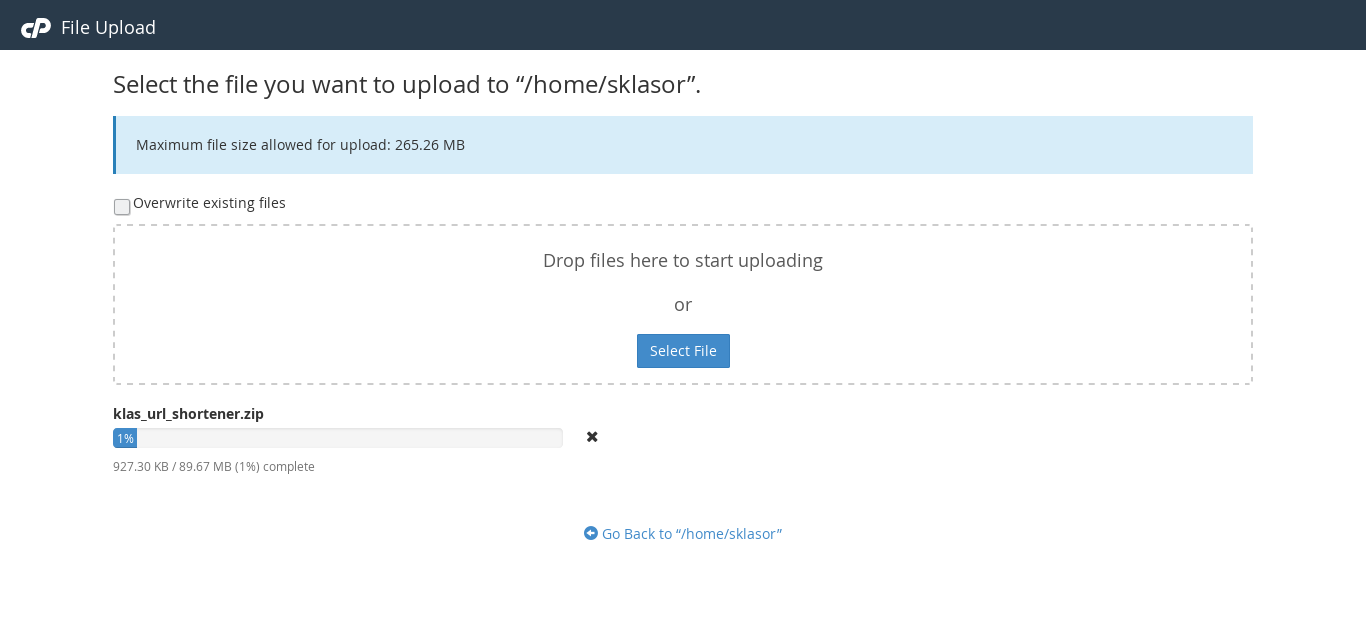 cP File Upload
Select the file you want to upload to “/home/sklasor”.
Maximum file size allowed for upload: 265.26 MB
Overwrite existing files
Drop files here to start uploading
or
Select File
klas_url_shortener.zip
1%
927.30 KB / 89.67 MB (1%) complete
Go Back to “/home/sklasor”